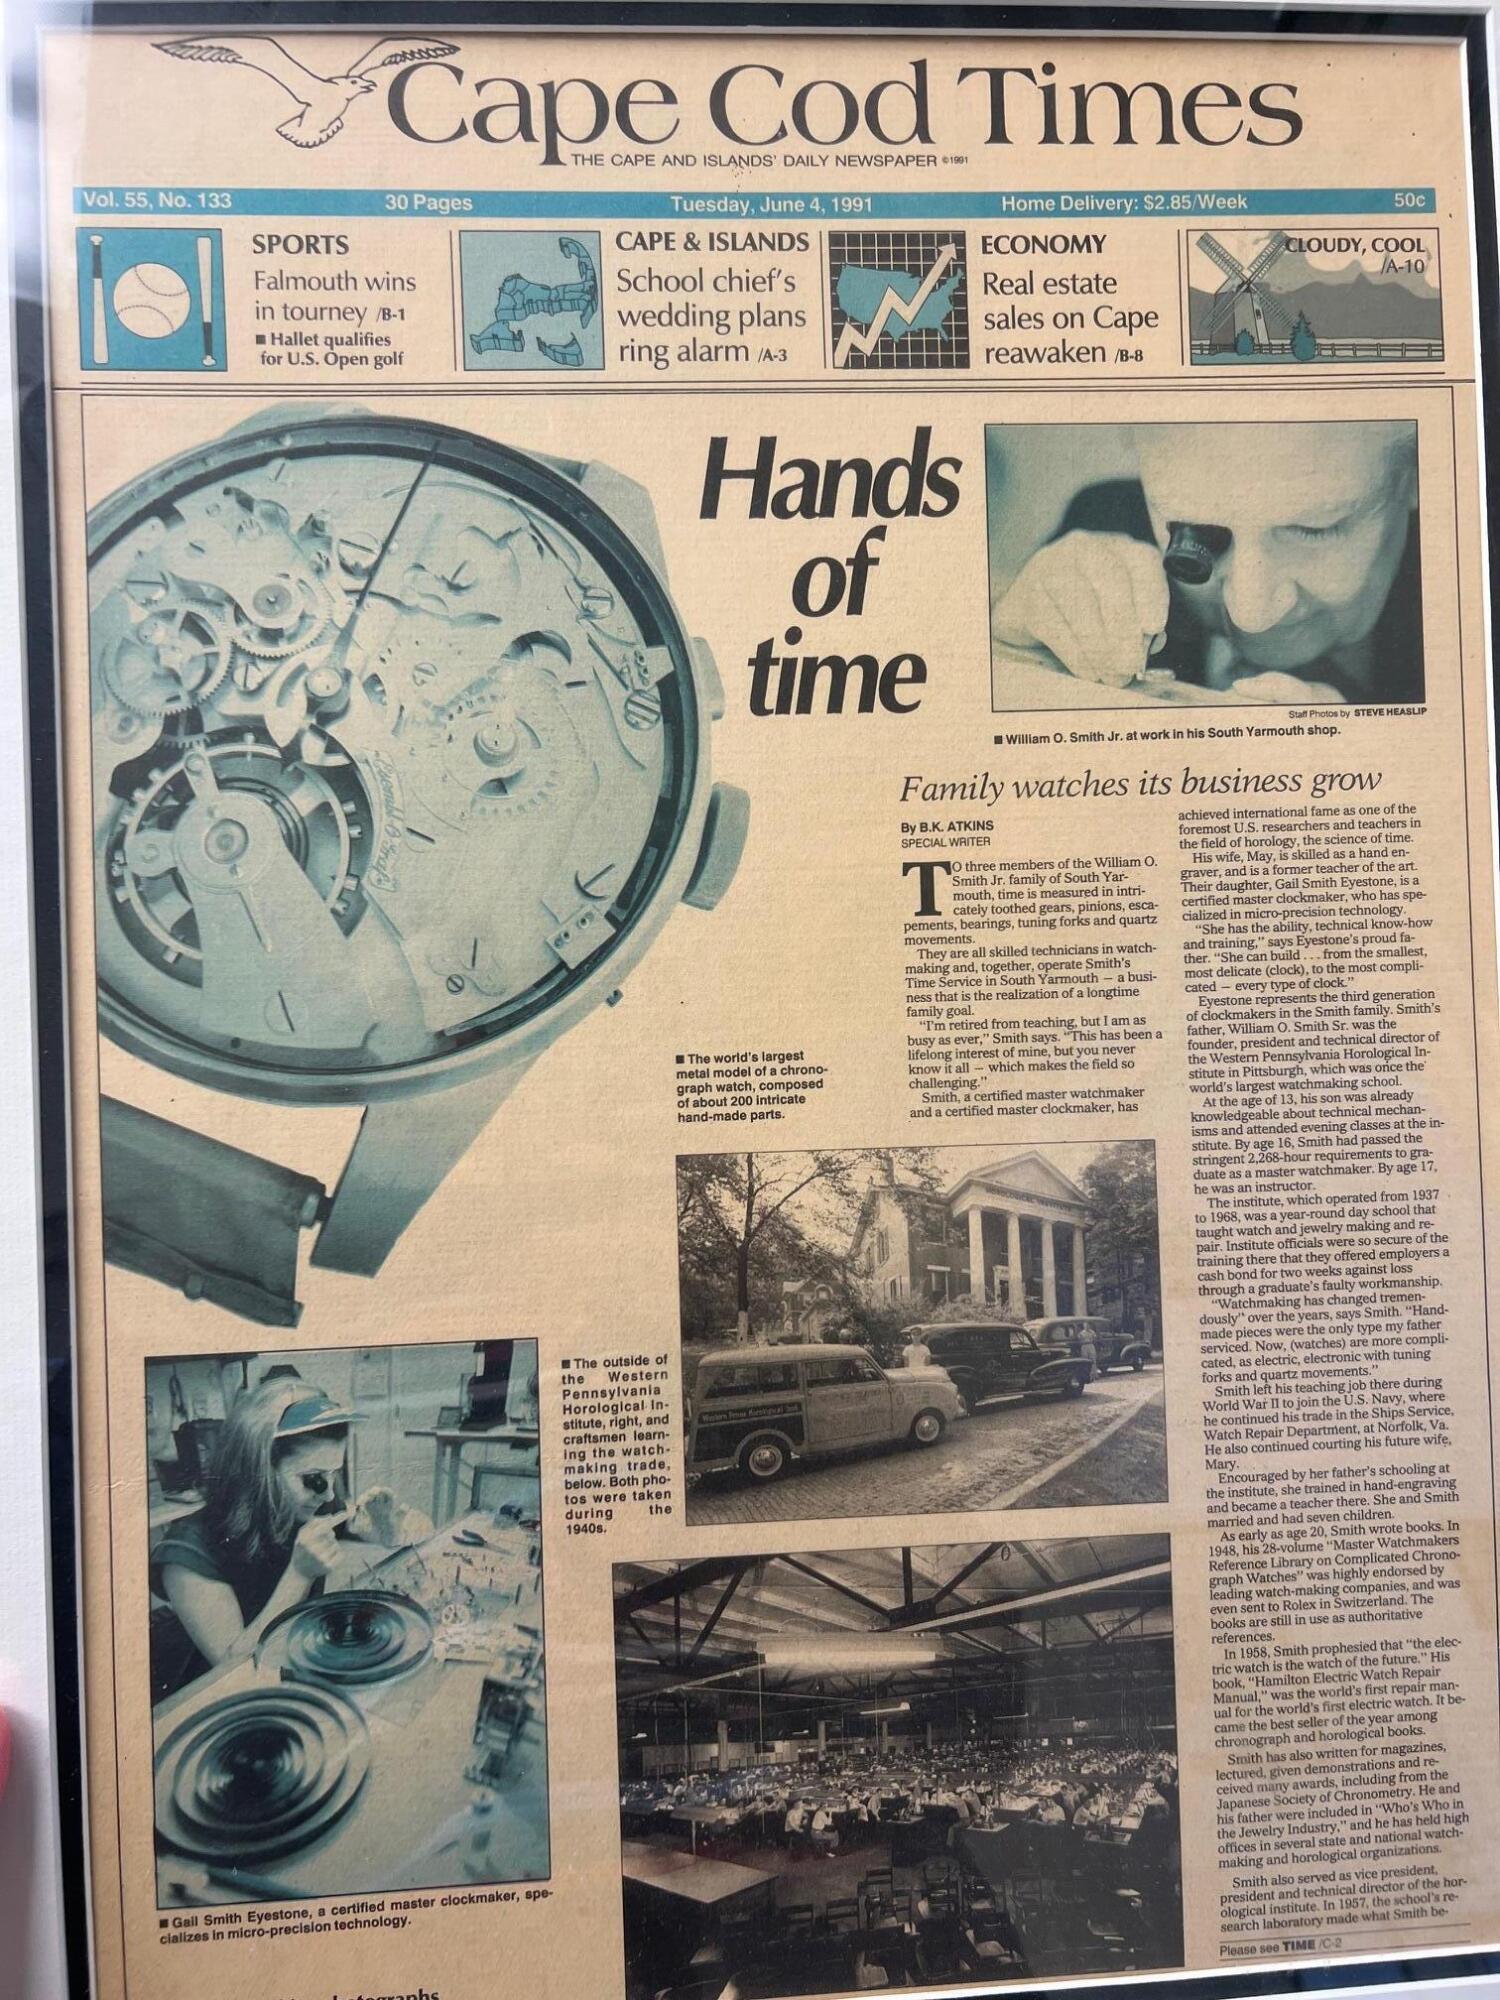 Cape Cod Times
THE CAPE AND ISLANDS' DAILY NEWSPAPER ©1991
Vol. 55, No. 133
30 Pages
Tuesday, June 4, 1991
Home Delivery: $2.85/Week
50c
SPORTS
Falmouth wins
in tourney /B-1
■ Hallet qualifies
for U.S. Open golf
CAPE & ISLANDS
School chief's
wedding plans
ring alarm /A-3
ECONOMY
Real estate
sales on Cape
reawaken /B-8
CLOUDY, COOL
/A-10
Hands
of
time
Staff Photos by STEVE HEASLIP
■ William O. Smith Jr. at work in his South Yarmouth shop.
Family watches its business grow
By B.K. ATKINS
SPECIAL WRITER
TO three members of the William O.
Smith Jr. family of South Yar-
mouth, time is measured in intri-
cately toothed gears, pinions, esca-
pements, bearings, tuning forks and quartz
movements.
They are all skilled technicians in watch-
making and, together, operate Smith's
Time Service in South Yarmouth — a busi-
ness that is the realization of a longtime
family goal.
"I'm retired from teaching, but I am as
busy as ever," Smith says. "This has been a
lifelong interest of mine, but you never
know it all — which makes the field so
challenging."
Smith, a certified master watchmaker
and a certified master clockmaker, has
achieved international fame as one of the
foremost U.S. researchers and teachers in
the field of horology, the science of time.
His wife, May, is skilled as a hand en-
graver, and is a former teacher of the art.
Their daughter, Gail Smith Eyestone, is a
certified master clockmaker, who has spe-
cialized in micro-precision technology.
"She has the ability, technical know-how
and training," says Eyestone's proud fa-
ther. "She can build . . . from the smallest,
most delicate (clock), to the most compli-
cated — every type of clock."
Eyestone represents the third generation
of clockmakers in the Smith family. Smith's
father, William O. Smith Sr. was the
founder, president and technical director of
the Western Pennsylvania Horological In-
stitute in Pittsburgh, which was once the
world's largest watchmaking school.
At the age of 13, his son was already
knowledgeable about technical mechan-
isms and attended evening classes at the in-
stitute. By age 16, Smith had passed the
stringent 2,268-hour requirements to gra-
duate as a master watchmaker. By age 17,
he was an instructor.
The institute, which operated from 1937
to 1968, was a year-round day school that
taught watch and jewelry making and re-
pair. Institute officials were so secure of the
training there that they offered employers a
cash bond for two weeks against loss
through a graduate's faulty workmanship.
"Watchmaking has changed tremen-
dously" over the years, says Smith. "Hand-
made pieces were the only type my father
serviced. Now, (watches) are more compli-
cated, as electric, electronic with tuning
forks and quartz movements."
Smith left his teaching job there during
World War II to join the U.S. Navy, where
he continued his trade in the Ships Service,
Watch Repair Department, at Norfolk, Va.
He also continued courting his future wife,
Mary.
Encouraged by her father's schooling at
the institute, she trained in hand-engraving
and became a teacher there. She and Smith
married and had seven children.
As early as age 20, Smith wrote books. In
1948, his 28-volume "Master Watchmakers
Reference Library on Complicated Chrono-
graph Watches" was highly endorsed by
leading watch-making companies, and was
even sent to Rolex in Switzerland. The
books are still in use as authoritative
references.
In 1958, Smith prophesied that "the elec-
tric watch is the watch of the future." His
book, "Hamilton Electric Watch Repair
Manual," was the world's first repair man-
ual for the world's first electric watch. It be-
came the best seller of the year among
chronograph and horological books.
Smith has also written for magazines,
lectured, given demonstrations and re-
ceived many awards, including from the
Japanese Society of Chronometry. He and
his father were included in "Who's Who in
the Jewelry Industry," and he has held high
offices in several state and national watch-
making and horological organizations.
Smith also served as vice president,
president and technical director of the hor-
ological institute. In 1957, the school's re-
search laboratory made what Smith be-
Please see TIME /C-2
■ The world's largest
metal model of a chrono-
graph watch, composed
of about 200 intricate
hand-made parts.
■ The outside of
the Western
Pennsylvania
Horological In-
stitute, right, and
craftsmen learn-
ing the watch-
making trade,
below. Both pho-
tos were taken
during the
1940s.
■ Gail Smith Eyestone, a certified master clockmaker, spe-
cializes in micro-precision technology.